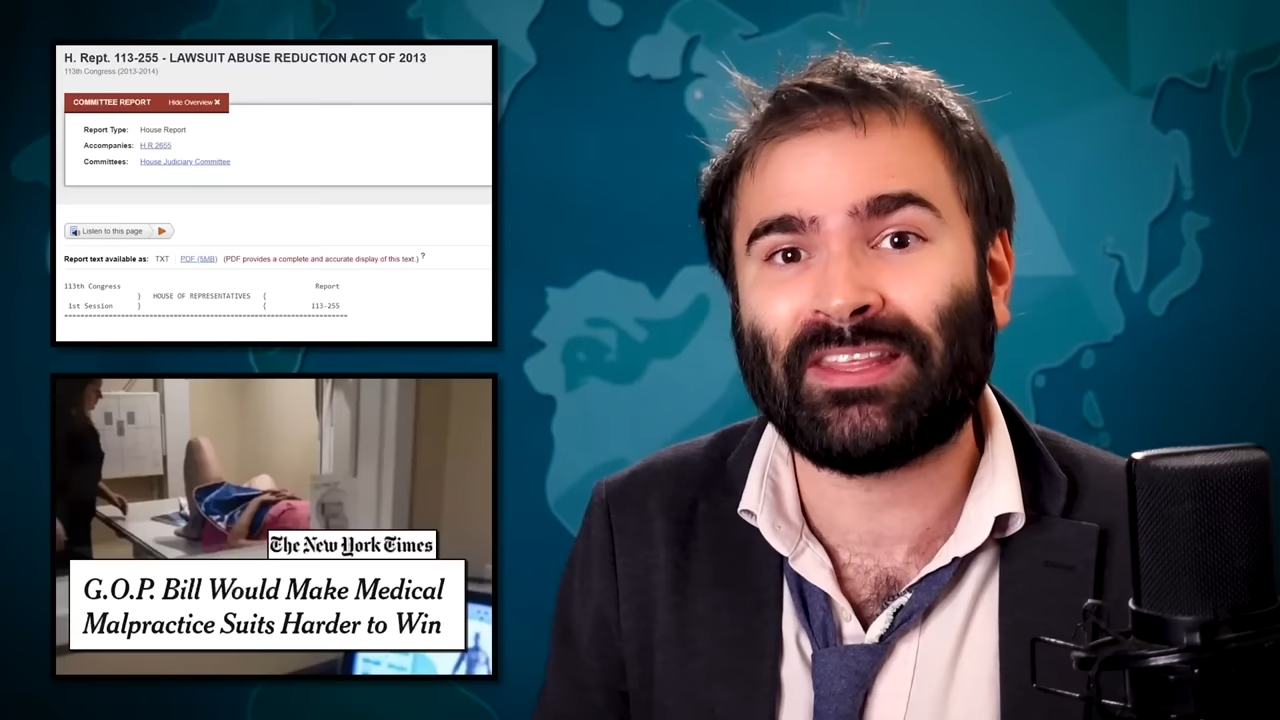 H. Rept. 113-255 - LAWSUIT ABUSE REDUCTION ACT OF 2013
113th Congress (2013-2014)
COMMITTEE REPORT Hide Overview ✖
Report Type: House Report
Accompanies: H.R.2655
Committees: House Judiciary Committee
Listen to this page
Report text available as: TXT | PDF (5MB) (PDF provides a complete and accurate display of this text.) ?
113th Congress Report
} HOUSE OF REPRESENTATIVES {
1st Session } { 113-255
======================================================================
The New York Times
G.O.P. Bill Would Make Medical
Malpractice Suits Harder to Win